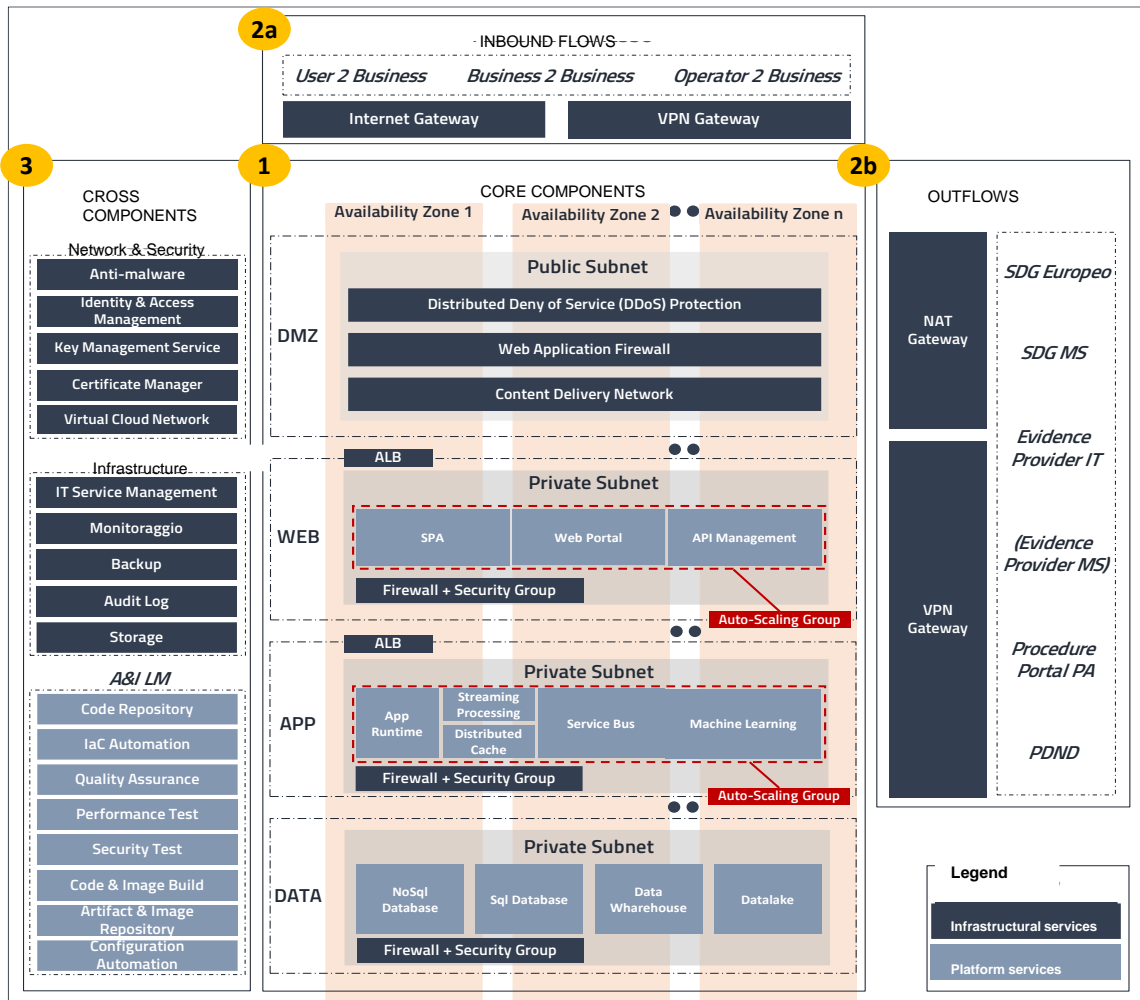 2a
INBOUND FLOWS
User 2 Business
Business 2 Business
Operator 2 Business
Internet Gateway
VPN Gateway
3
CROSS
COMPONENTS
Network & Security
Anti-malware
Identity & Access
Management
Key Management Service
Certificate Manager
Virtual Cloud Network
Infrastructure
IT Service Management
Monitoraggio
Backup
Audit Log
Storage
A&I LM
Code Repository
IaC Automation
Quality Assurance
Performance Test
Security Test
Code & Image Build
Artifact & Image
Repository
Configuration
Automation
1
CORE COMPONENTS
Availability Zone 1
Availability Zone 2
Availability Zone n
DMZ
Public Subnet
Distributed Deny of Service (DDoS) Protection
Web Application Firewall
Content Delivery Network
WEB
ALB
Private Subnet
SPA
Web Portal
API Management
Firewall + Security Group
Auto-Scaling Group
APP
ALB
Private Subnet
App
Runtime
Streaming
Processing
Distributed
Cache
Service Bus
Machine Learning
Firewall + Security Group
Auto-Scaling Group
DATA
Private Subnet
NoSql
Database
Sql Database
Data
Wharehouse
Datalake
Firewall + Security Group
2b
OUTFLOWS
NAT
Gateway
VPN
Gateway
SDG Europeo
SDG MS
Evidence
Provider IT
(Evidence
Provider MS)
Procedure
Portal PA
PDND
Legend
Infrastructural services
Platform services